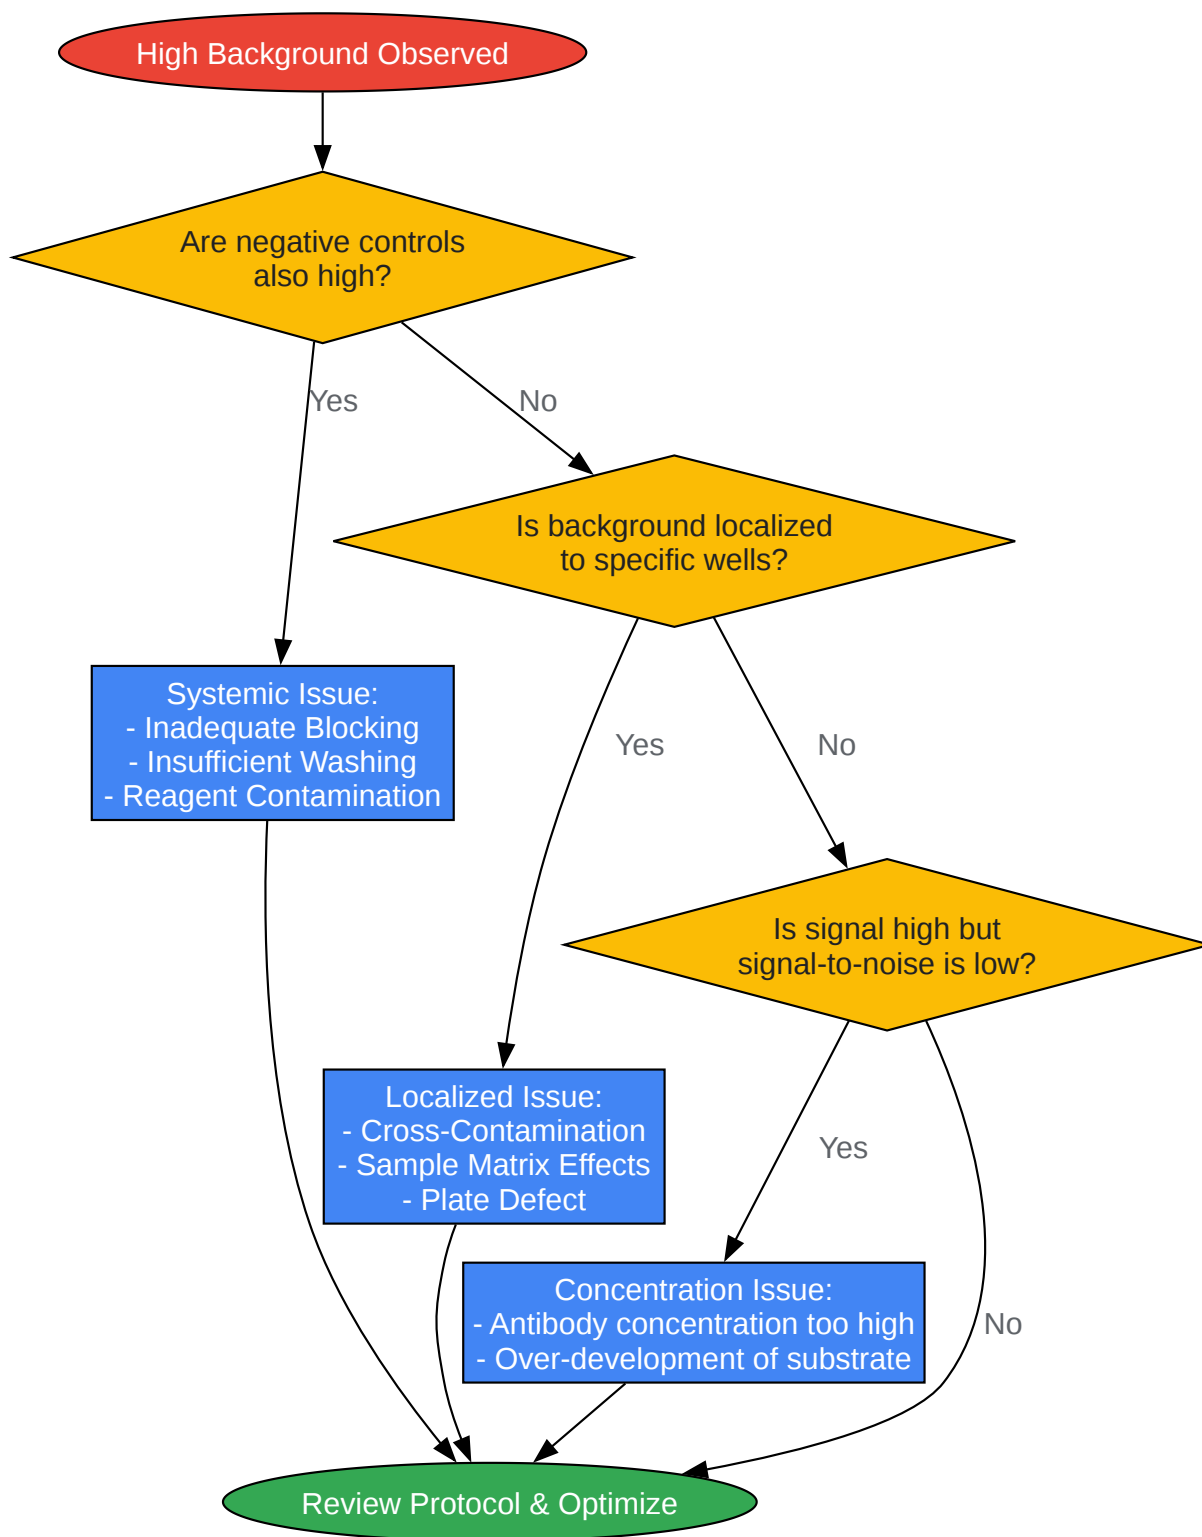 High Background Observed
Are negative controls
also high?
Yes
No
Is background localized
to specific wells?
Systemic Issue:
- Inadequate Blocking
- Insufficient Washing
- Reagent Contamination
Yes
No
Is signal high but
signal-to-noise is low?
Localized Issue:
- Cross-Contamination
- Sample Matrix Effects
- Plate Defect
Yes
Concentration Issue:
- Antibody concentration too high
- Over-development of substrate
No
Review Protocol & Optimize